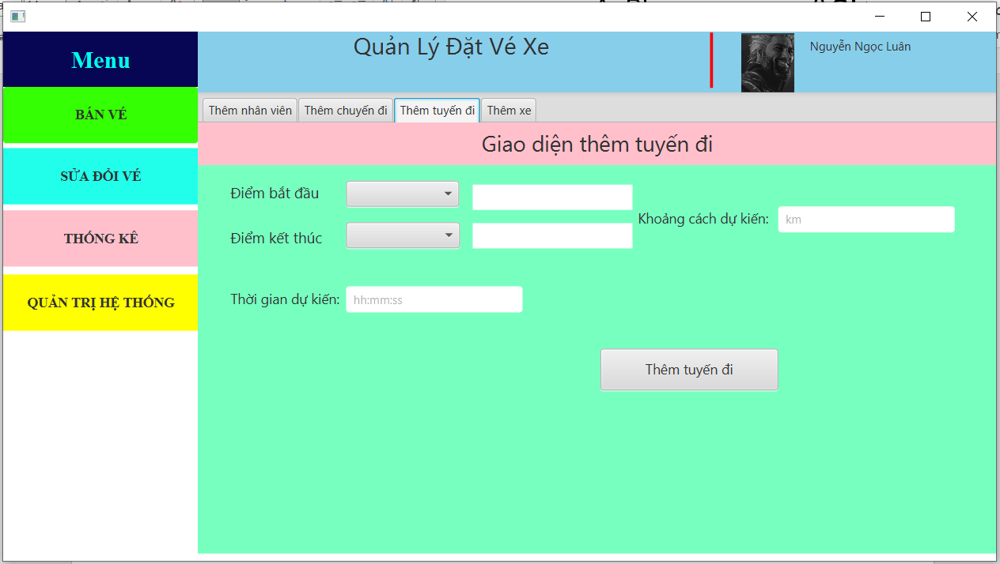 Quản Lý Đặt Vé Xe
Nguyễn Ngọc Luân
Menu
BÁN VÉ
SỬA ĐỔI VÉ
THỐNG KÊ
QUẢN TRỊ HỆ THỐNG
Thêm nhân viên
Thêm chuyến đi
Thêm tuyến đi
Thêm xe
Giao diện thêm tuyến đi
Điểm bắt đầu
Điểm kết thúc
Khoảng cách dự kiến:
km
Thời gian dự kiến:
hh:mm:ss
Thêm tuyến đi